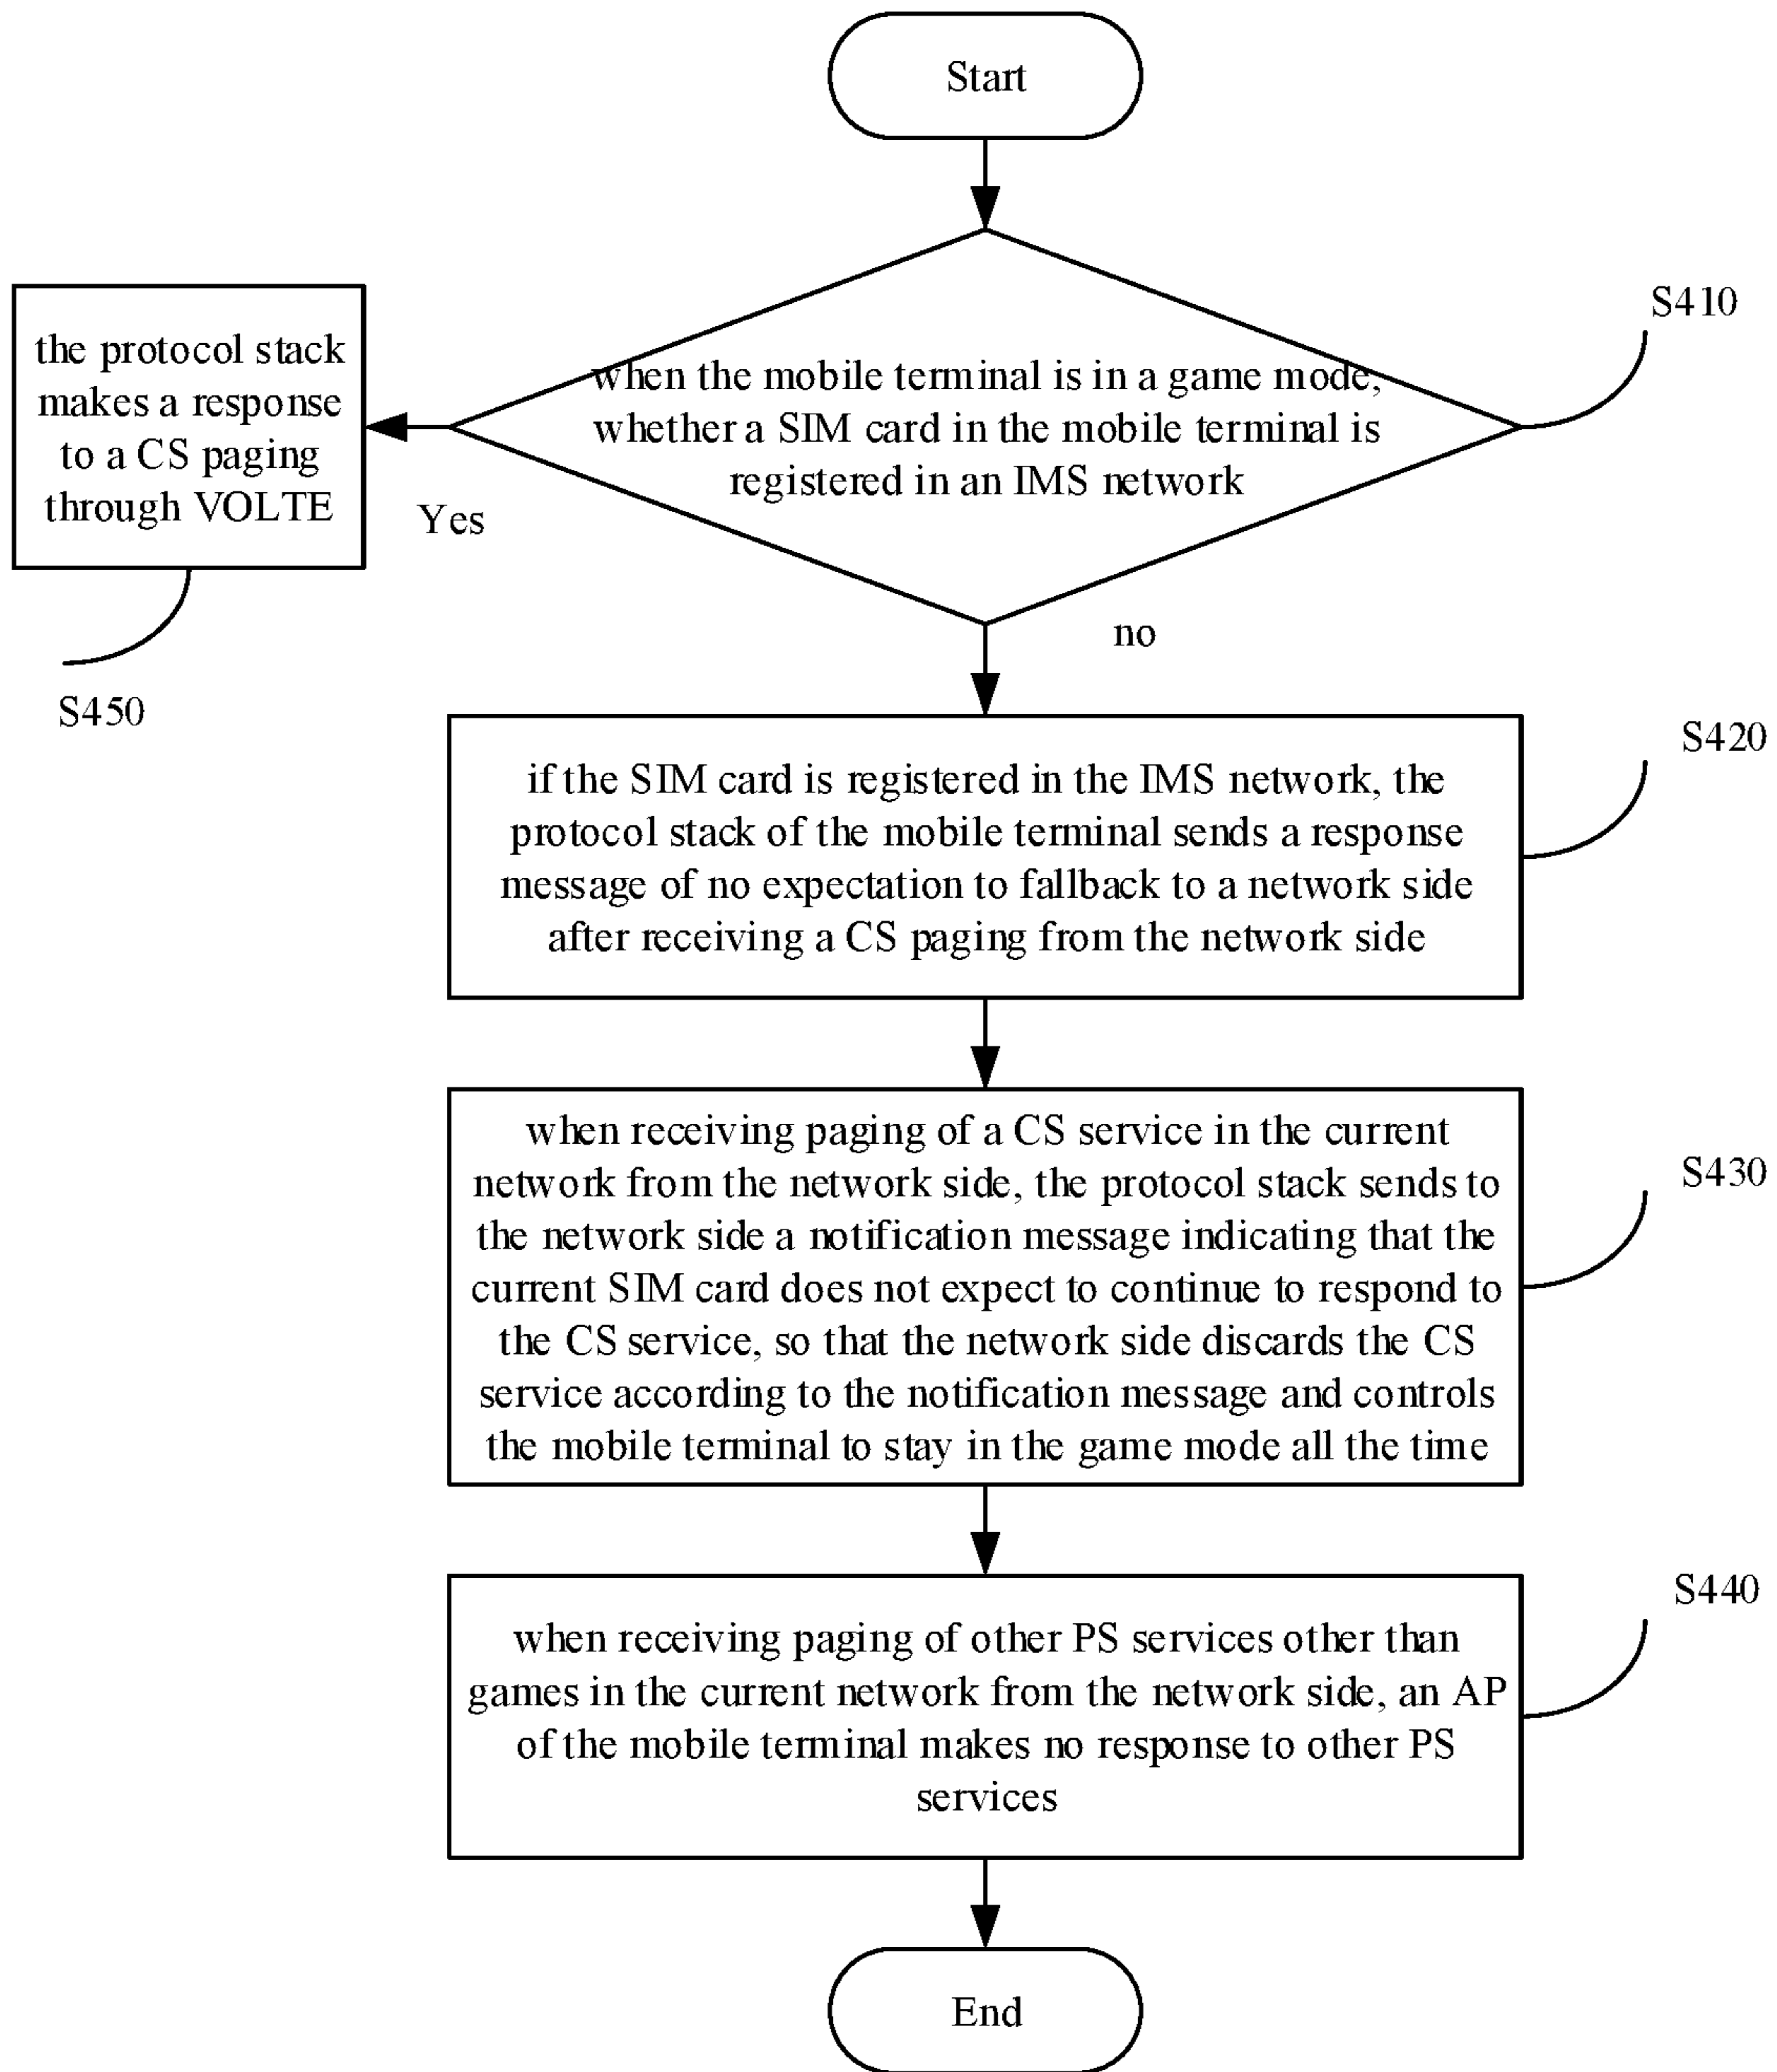 Start
when the mobile terminal is in a game mode,
whether a SIM card in the mobile terminal is
registered in an IMS network
S410
the protocol stack
makes a response
to a CS paging
through VOLTE
Yes
S450
no
if the SIM card is registered in the IMS network, the
protocol stack of the mobile terminal sends a response
message of no expectation to fallback to a network side
after receiving a CS paging from the network side
S420
when receiving paging of a CS service in the current
network from the network side, the protocol stack sends to
the network side a notification message indicating that the
current SIM card does not expect to continue to respond to
the CS service, so that the network side discards the CS
service according to the notification message and controls
the mobile terminal to stay in the game mode all the time
S430
when receiving paging of other PS services other than
games in the current network from the network side, an AP
of the mobile terminal makes no response to other PS
services
S440
End